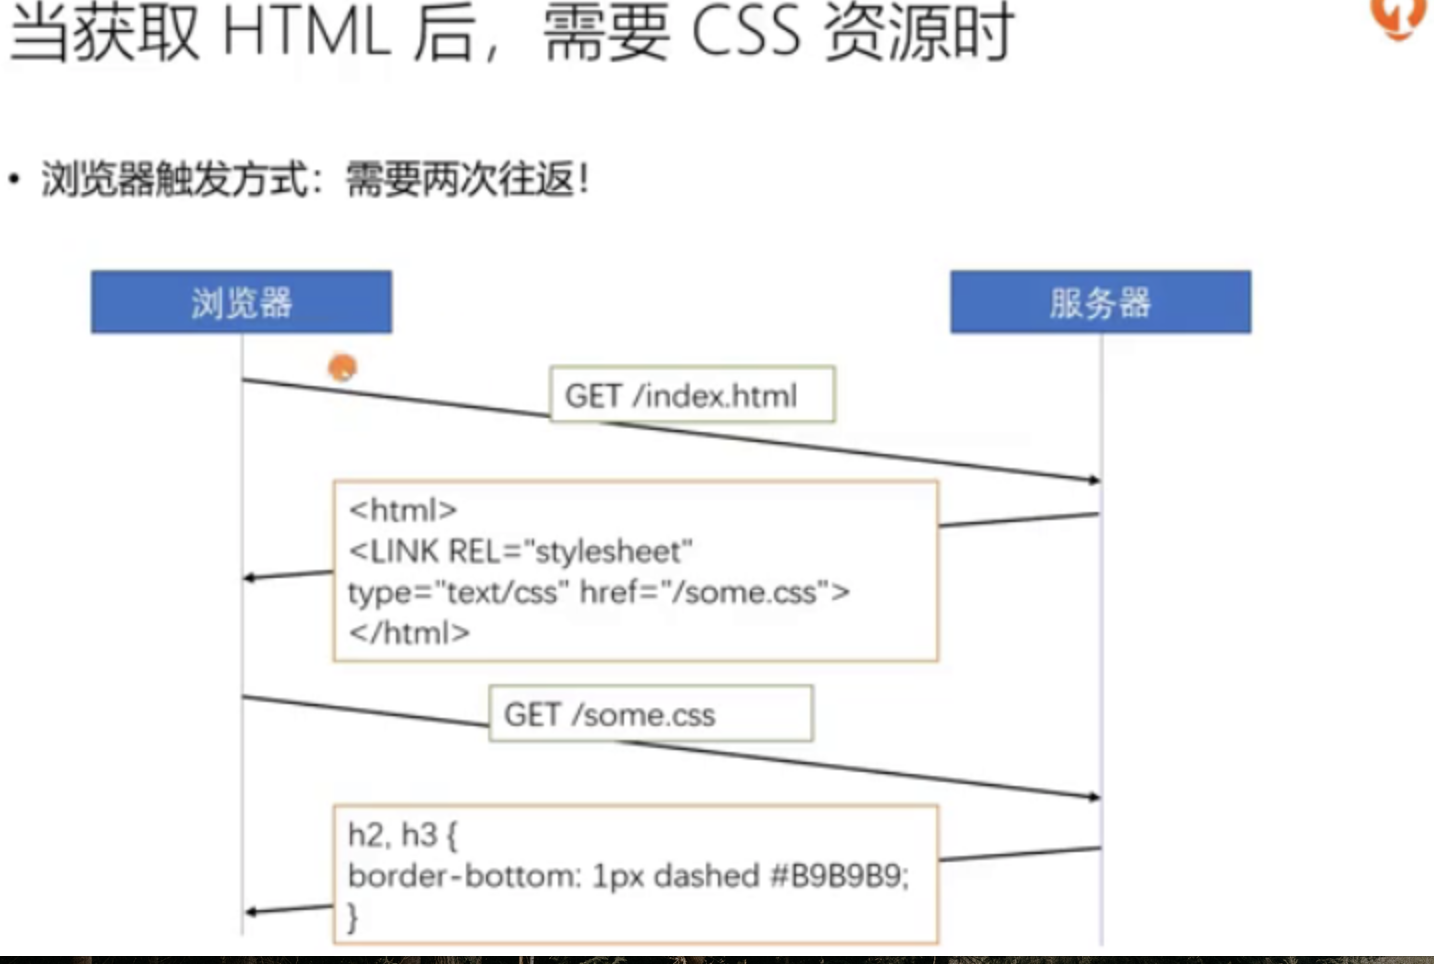 当获取 HTML 后，需要 CSS 资源时
• 浏览器触发方式：需要两次往返！
浏览器
服务器
GET /index.html
<html>
<LINK REL="stylesheet"
type="text/css" href="/some.css">
</html>
GET /some.css
h2, h3 {
border-bottom: 1px dashed #B9B9B9;
}